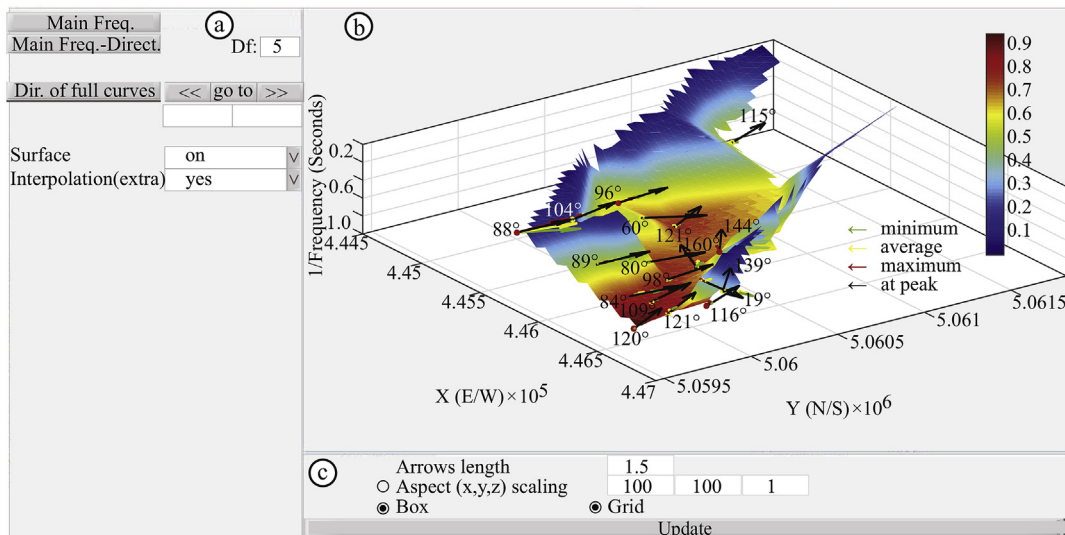 Main Freq.
a
Main Freq.-Direct.
Df: 5
Dir. of full curves << go to >>
Surface on
Interpolation(extra) yes
b
0.9
0.8
0.7
0.6
0.5
0.4
0.3
0.2
0.1
1/Frequency (Seconds)
0.2
0.6
1.0
115°
96°
104°
88°
60°
121°
144°
160°
89°
80°
98°
139°
84°
109°
19°
121°
116°
120°
← minimum
← average
← maximum
← at peak
4.445
4.45
4.455
4.46
4.465
4.47
X (E/W)×10⁵
5.0595
5.06
5.0605
5.061
5.0615
Y (N/S)×10⁶
c
Arrows length 1.5
Aspect (x,y,z) scaling 100 100 1
Box Grid
Update